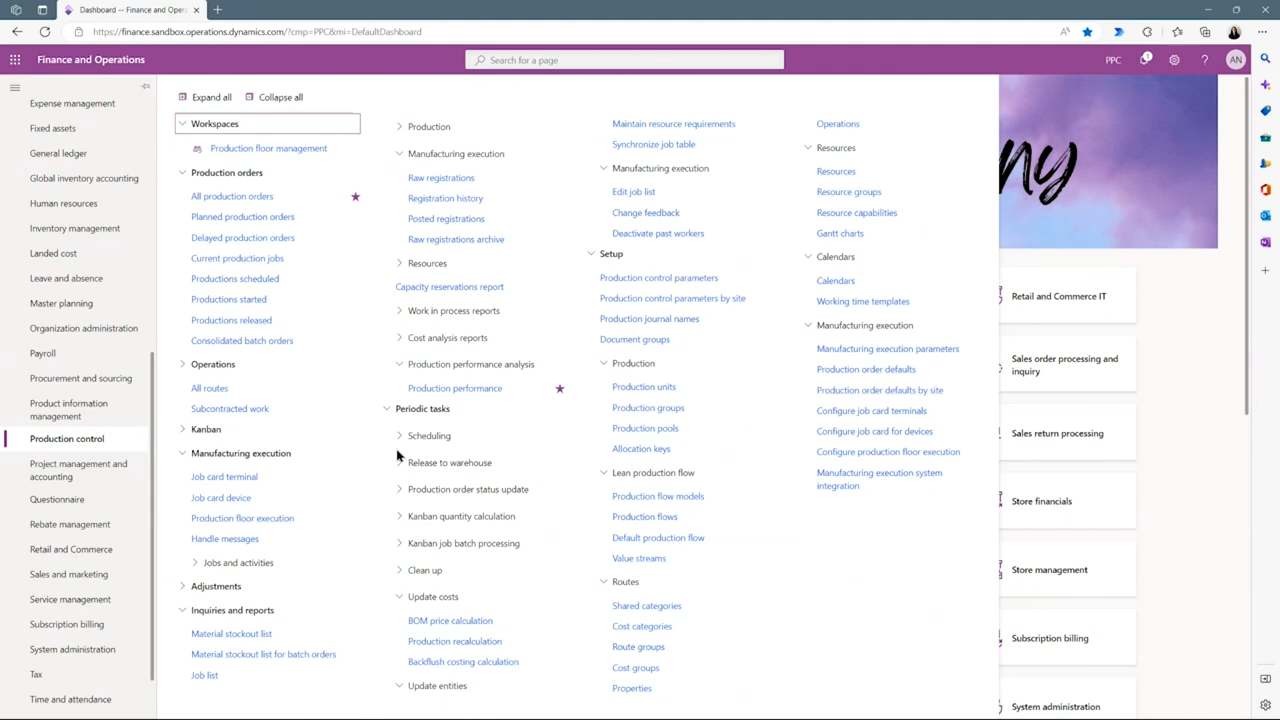 Dashboard -- Finance and Oper
https://finance.sandbox.operations.dynamics.com/?cmp=PPC&mi=DefaultDashboard
Finance and Operations
Search for a page
PPC
1
?
AN
Expense management
Fixed assets
General ledger
Global inventory accounting
Human resources
Inventory management
Landed cost
Leave and absence
Master planning
Organization administration
Payroll
Procurement and sourcing
Product information
management
Production control
Project management and
accounting
Questionnaire
Rebate management
Retail and Commerce
Sales and marketing
Service management
Subscription billing
System administration
Tax
Time and attendance
Expand all
Collapse all
Workspaces
Production floor management
Production orders
All production orders
Planned production orders
Delayed production orders
Current production jobs
Productions scheduled
Productions started
Productions released
Consolidated batch orders
Operations
All routes
Subcontracted work
Kanban
Manufacturing execution
Job card terminal
Job card device
Production floor execution
Handle messages
Jobs and activities
Adjustments
Inquiries and reports
Material stockout list
Material stockout list for batch orders
Job list
Production
Manufacturing execution
Raw registrations
Registration history
Posted registrations
Raw registrations archive
Resources
Capacity reservations report
Work in process reports
Cost analysis reports
Production performance analysis
Production performance
Periodic tasks
Scheduling
Release to warehouse
Production order status update
Kanban quantity calculation
Kanban job batch processing
Clean up
Update costs
BOM price calculation
Production recalculation
Backflush costing calculation
Update entities
Maintain resource requirements
Synchronize job table
Manufacturing execution
Edit job list
Change feedback
Deactivate past workers
Setup
Production control parameters
Production control parameters by site
Production journal names
Document groups
Production
Production units
Production groups
Production pools
Allocation keys
Lean production flow
Production flow models
Production flows
Default production flow
Value streams
Routes
Shared categories
Cost categories
Route groups
Cost groups
Properties
Operations
Resources
Resources
Resource groups
Resource capabilities
Gantt charts
Calendars
Calendars
Working time templates
Manufacturing execution
Manufacturing execution parameters
Production order defaults
Production order defaults by site
Configure job card terminals
Configure job card for devices
Configure production floor execution
Manufacturing execution system
integration
ny
Retail and Commerce IT
Sales order processing and
inquiry
Sales return processing
Store financials
Store management
Subscription billing
System administration